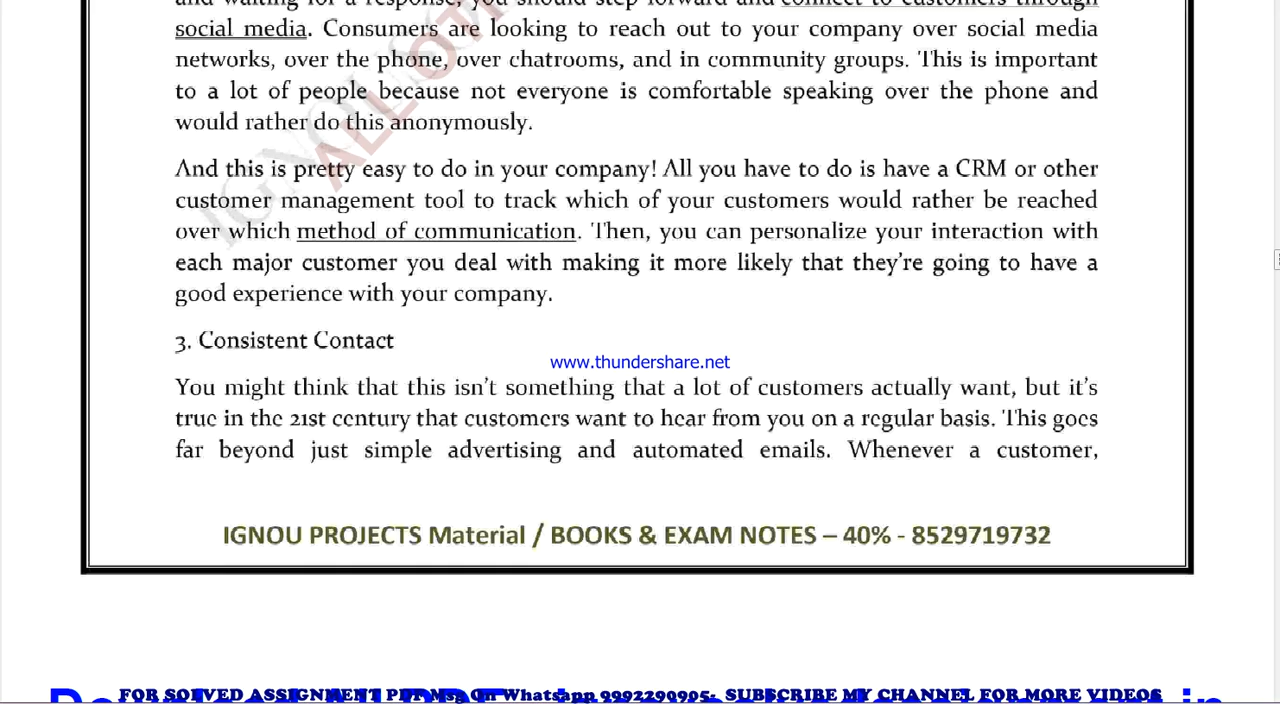 and waiting for a response, you should step forward and connect to customers through
social media. Consumers are looking to reach out to your company over social media
networks, over the phone, over chatrooms, and in community groups. This is important
to a lot of people because not everyone is comfortable speaking over the phone and
would rather do this anonymously.
And this is pretty easy to do in your company! All you have to do is have a CRM or other
customer management tool to track which of your customers would rather be reached
over which method of communication. Then, you can personalize your interaction with
each major customer you deal with making it more likely that they're going to have a
good experience with your company.
3. Consistent Contact
www.thundershare.net
You might think that this isn't something that a lot of customers actually want, but it's
true in the 21st century that customers want to hear from you on a regular basis. This goes
far beyond just simple advertising and automated emails. Whenever a customer,
IGNOU PROJECTS Material / BOOKS & EXAM NOTES – 40% - 8529719732
FOR SOLVED ASSIGNMENT PDF Msg On Whatsapp 9992290905- SUBSCRIBE MY CHANNEL FOR MORE VIDEOS